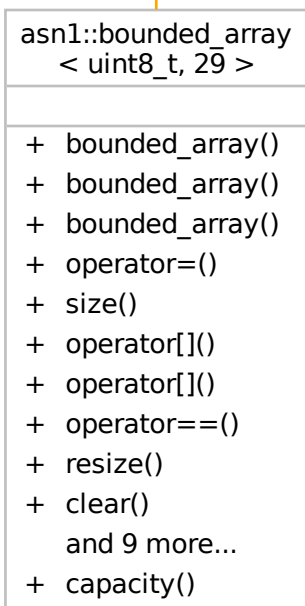 asn1::bounded_array
< uint8_t, 29 >
+ bounded_array()
+ bounded_array()
+ bounded_array()
+ operator=()
+ size()
+ operator[]()
+ operator[]()
+ operator==()
+ resize()
+ clear()
and 9 more...
+ capacity()